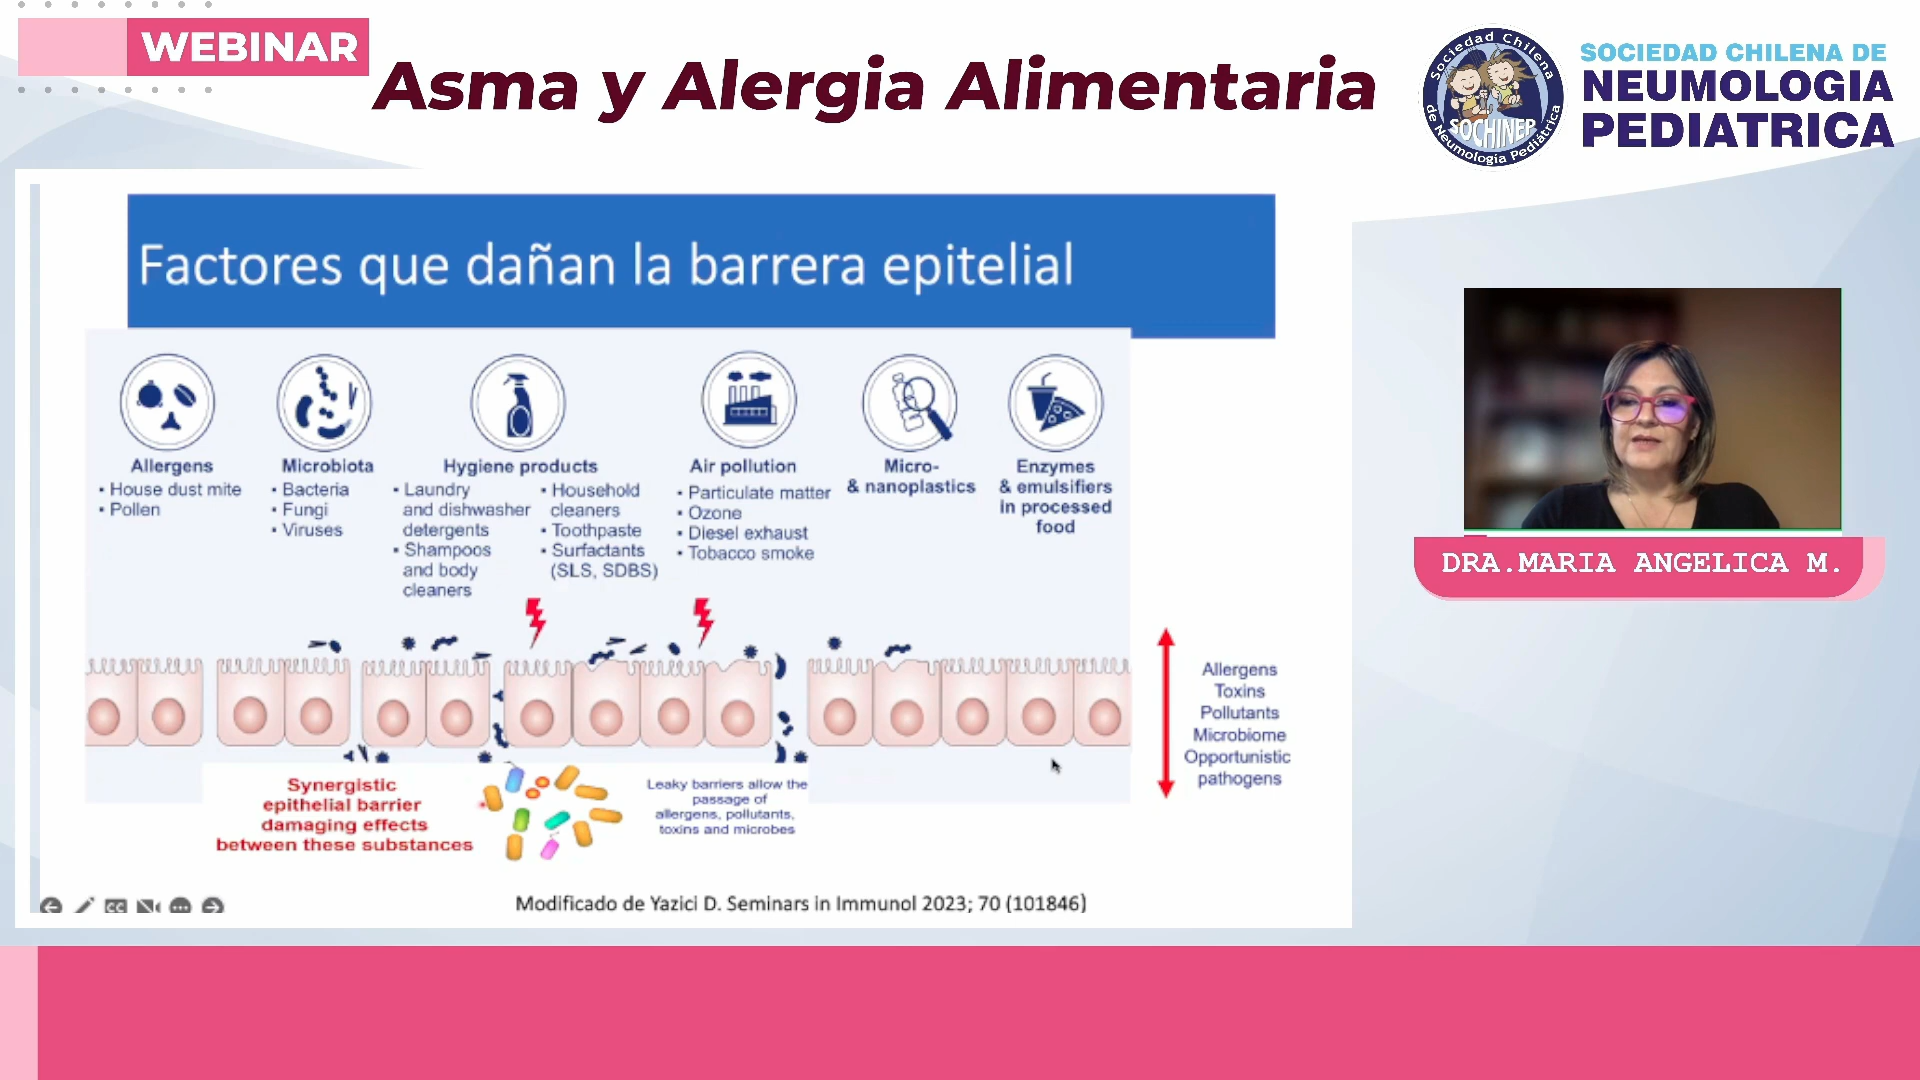 WEBINAR
Asma y Alergia Alimentaria
Sociedad Chilena
de Neumología Pediátrica
SOCHINEP
SOCIEDAD CHILENA DE
NEUMOLOGIA
PEDIATRICA
Factores que dañan la barrera epitelial
Allergens
• House dust mite
• Pollen
Microbiota
• Bacteria
• Fungi
• Viruses
Hygiene products
• Laundry
and dishwasher
detergents
• Shampoos
and body
cleaners
• Household
cleaners
• Toothpaste
• Surfactants
(SLS, SDBS)
Air pollution
• Particulate matter
• Ozone
• Diesel exhaust
• Tobacco smoke
Micro-
& nanoplastics
Enzymes
& emulsifiers
in processed
food
DRA.MARIA ANGELICA M.
Allergens
Toxins
Pollutants
Microbiome
Opportunistic
pathogens
Synergistic
epithelial barrier
damaging effects
between these substances
Leaky barriers allow the
passage of
allergens, pollutants,
toxins and microbes
CC
Modificado de Yazici D. Seminars in Immunol 2023; 70 (101846)